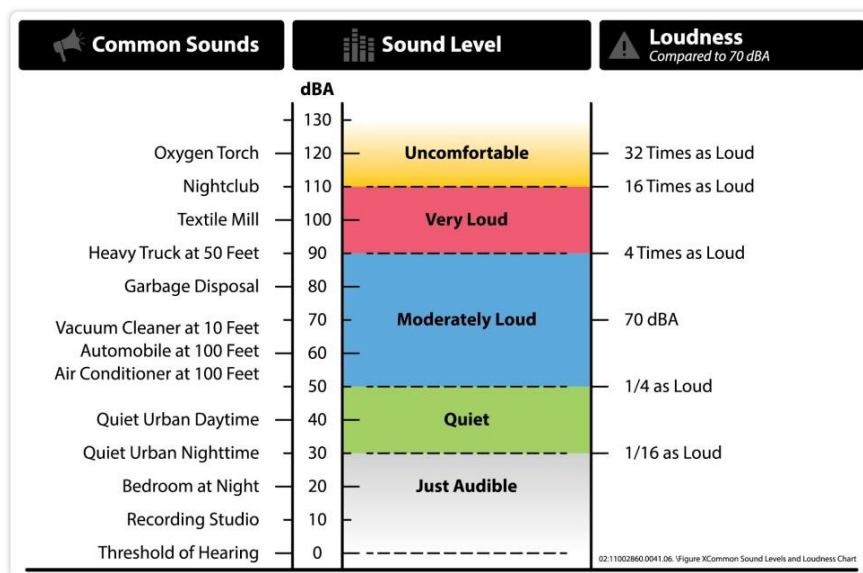 Common Sounds
Sound Level
Loudness
Compared to 70 dBA
dBA
130
Oxygen Torch 120 Uncomfortable 32 Times as Loud
Nightclub 110 16 Times as Loud
Textile Mill 100 Very Loud
Heavy Truck at 50 Feet 90 4 Times as Loud
Garbage Disposal 80
Vacuum Cleaner at 10 Feet 70 Moderately Loud 70 dBA
Automobile at 100 Feet 60
Air Conditioner at 100 Feet
50 1/4 as Loud
Quiet Urban Daytime 40 Quiet
Quiet Urban Nighttime 30 1/16 as Loud
Bedroom at Night 20 Just Audible
Recording Studio 10
Threshold of Hearing 0
02:11002860.0041.06. \Figure XCommon Sound Levels and Loudness Chart